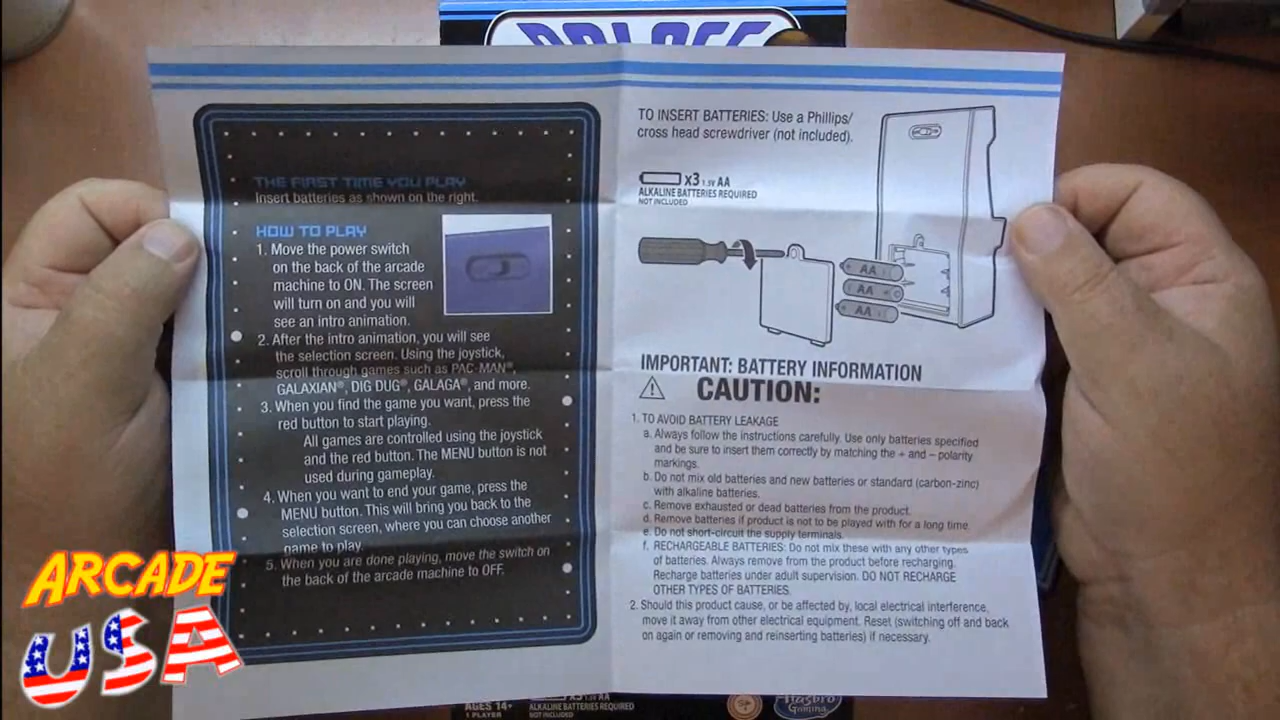 THE FIRST TIME YOU PLAY
Insert batteries as shown on the right.
HOW TO PLAY
1. Move the power switch
on the back of the arcade
machine to ON. The screen
will turn on and you will
see an intro animation.
2. After the intro animation, you will see
the selection screen. Using the joystick,
scroll through games such as PAC-MAN®,
GALAXIAN®, DIG DUG®, GALAGA®, and more.
3. When you find the game you want, press the
red button to start playing.
All games are controlled using the joystick
and the red button. The MENU button is not
used during gameplay.
4. When you want to end your game, press the
MENU button. This will bring you back to the
selection screen, where you can choose another
game to play.
5. When you are done playing, move the switch on
the back of the arcade machine to OFF.
TO INSERT BATTERIES: Use a Phillips/
cross head screwdriver (not included).
x3 1.5V AA
ALKALINE BATTERIES REQUIRED
NOT INCLUDED
AA
AA
AA
IMPORTANT: BATTERY INFORMATION
CAUTION:
1. TO AVOID BATTERY LEAKAGE
a. Always follow the instructions carefully. Use only batteries specified
and be sure to insert them correctly by matching the + and – polarity
markings.
b. Do not mix old batteries and new batteries or standard (carbon-zinc)
with alkaline batteries.
c. Remove exhausted or dead batteries from the product.
d. Remove batteries if product is not to be played with for a long time.
e. Do not short-circuit the supply terminals.
f. RECHARGEABLE BATTERIES: Do not mix these with any other types
of batteries. Always remove from the product before recharging.
Recharge batteries under adult supervision. DO NOT RECHARGE
OTHER TYPES OF BATTERIES.
2. Should this product cause, or be affected by, local electrical interference,
move it away from other electrical equipment. Reset (switching off and back
on again or removing and reinserting batteries) if necessary.
ARCADE
USA
AGES 14+
1 PLAYER
x3 1.5V AA
ALKALINE BATTERIES REQUIRED
NOT INCLUDED
Hasbro
Gaming